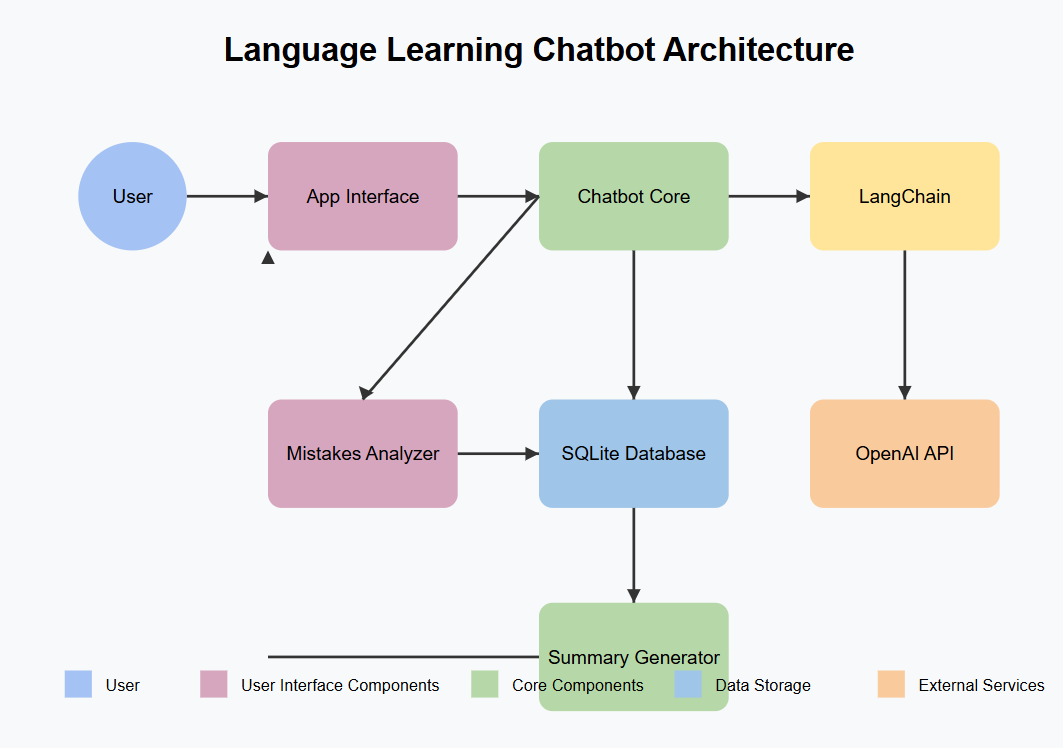 Language Learning Chatbot Architecture
User
App Interface
Chatbot Core
LangChain
Mistakes Analyzer
SQLite Database
OpenAI API
Summary Generator
User
User Interface Components
Core Components
Data Storage
External Services